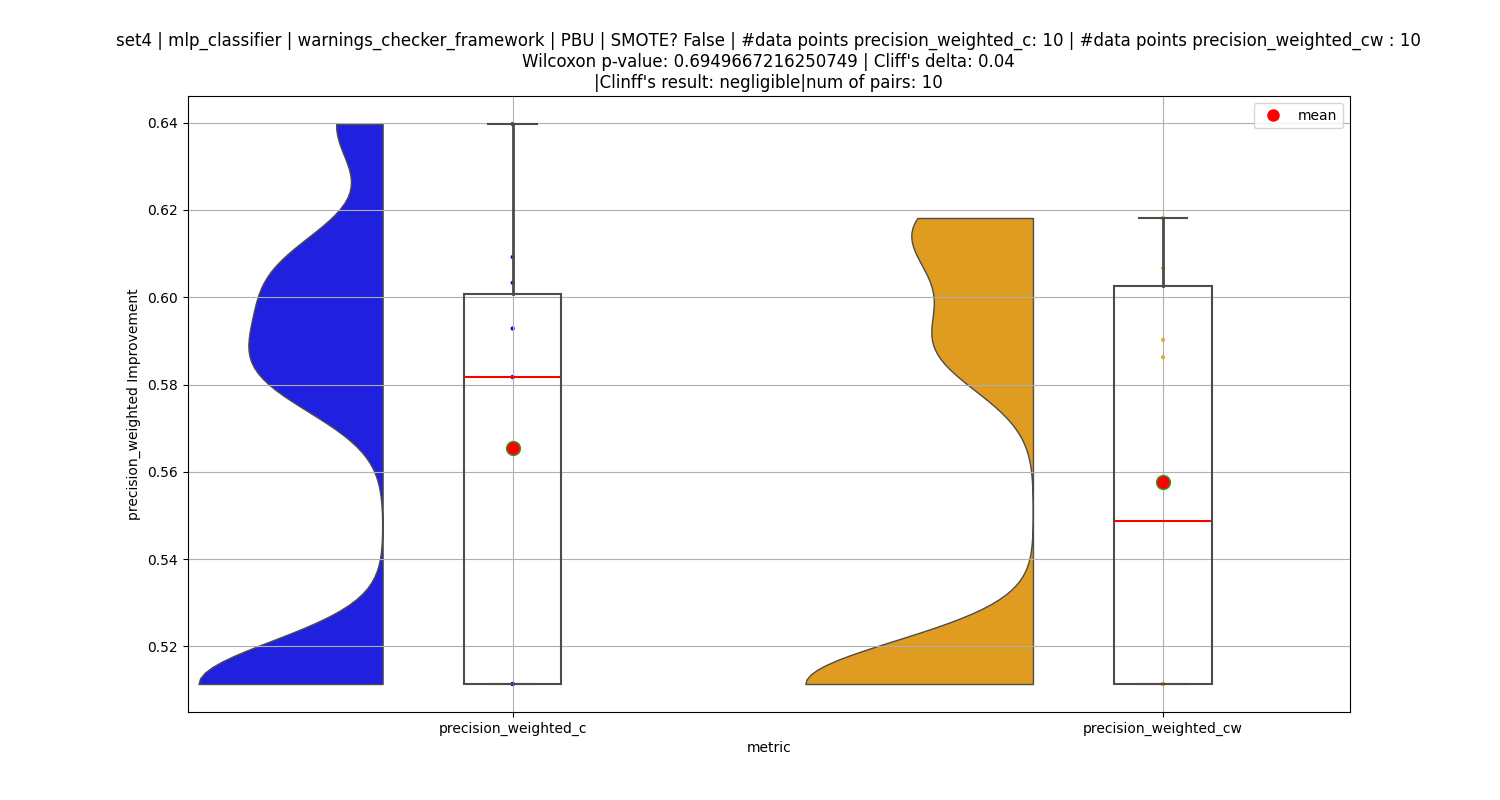 set4 | mlp_classifier | warnings_checker_framework | PBU | SMOTE? False | #data points precision_weighted_c: 10 | #data points precision_weighted_cw : 10
Wilcoxon p-value: 0.6949667216250749 | Cliff's delta: 0.04
|Clinff's result: negligible|num of pairs: 10
mean
0.64
0.62
0.60
0.58
0.56
0.54
0.52
precision_weighted Improvement
precision_weighted_c
precision_weighted_cw
metric